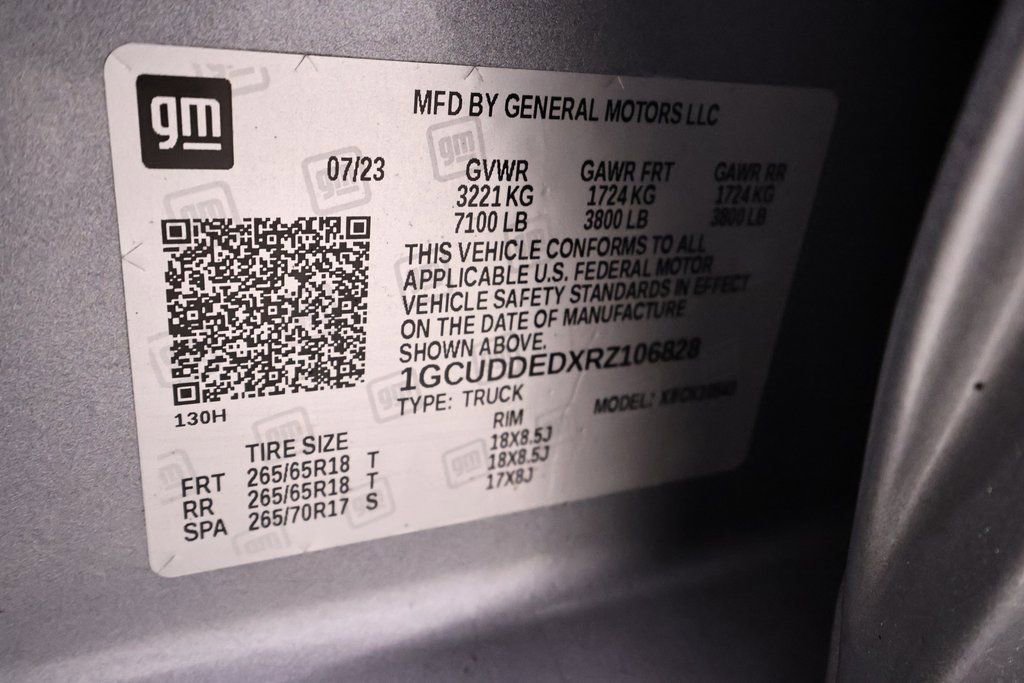 gm
MFD BY GENERAL MOTORS LLC
07/23 GVWR GAWR FRT GAWR RR
3221 KG 1724 KG 1724 KG
7100 LB 3800 LB 3800 LB
THIS VEHICLE CONFORMS TO ALL
APPLICABLE U.S. FEDERAL MOTOR
VEHICLE SAFETY STANDARDS IN EFFECT
ON THE DATE OF MANUFACTURE
SHOWN ABOVE.
1GCUDDEDXRZ106828
TYPE: TRUCK MODEL:
130H
TIRE SIZE RIM
FRT 265/65R18 T 18X8.5J
RR 265/65R18 T 18X8.5J
SPA 265/70R17 S 17X8J